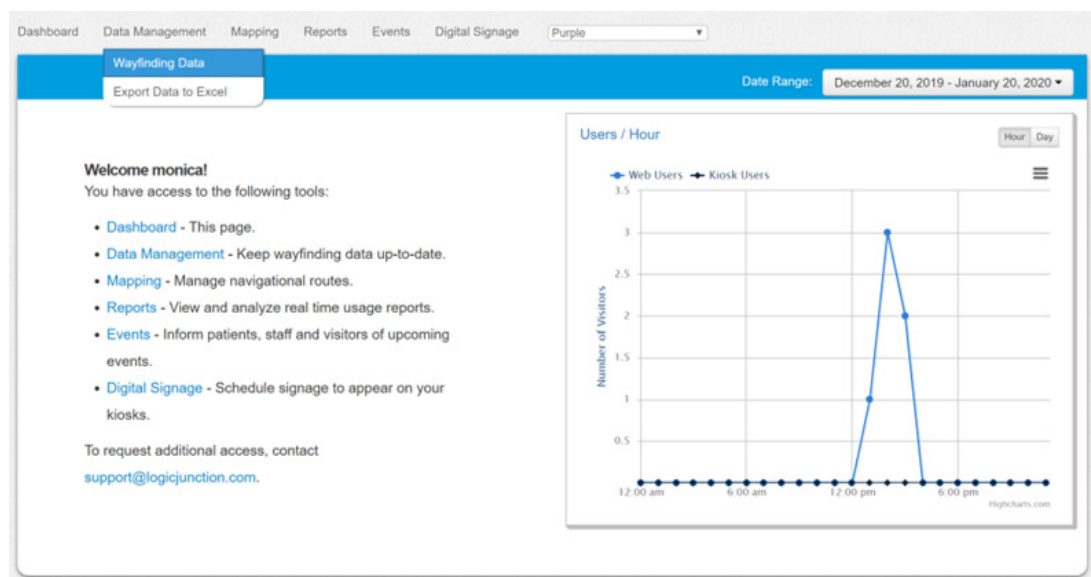 Dashboard Data Management Mapping Reports Events Digital Signage Purple
Wayfinding Data
Export Data to Excel
Date Range: December 20, 2019 - January 20, 2020
Welcome monica!
You have access to the following tools:
Dashboard - This page.
Data Management - Keep wayfinding data up-to-date.
Mapping - Manage navigational routes.
Reports - View and analyze real time usage reports.
Events - Inform patients, staff and visitors of upcoming
events.
Digital Signage - Schedule signage to appear on your
kiosks.
To request additional access, contact
support@logicjunction.com.
Users / Hour
Hour Day
Web Users Kiosk Users
Number of Visitors
3.5
3
2.5
2
1.5
1
0.5
12:00 am 6:00 am 12:00 pm 6:00 pm
Highcharts.com